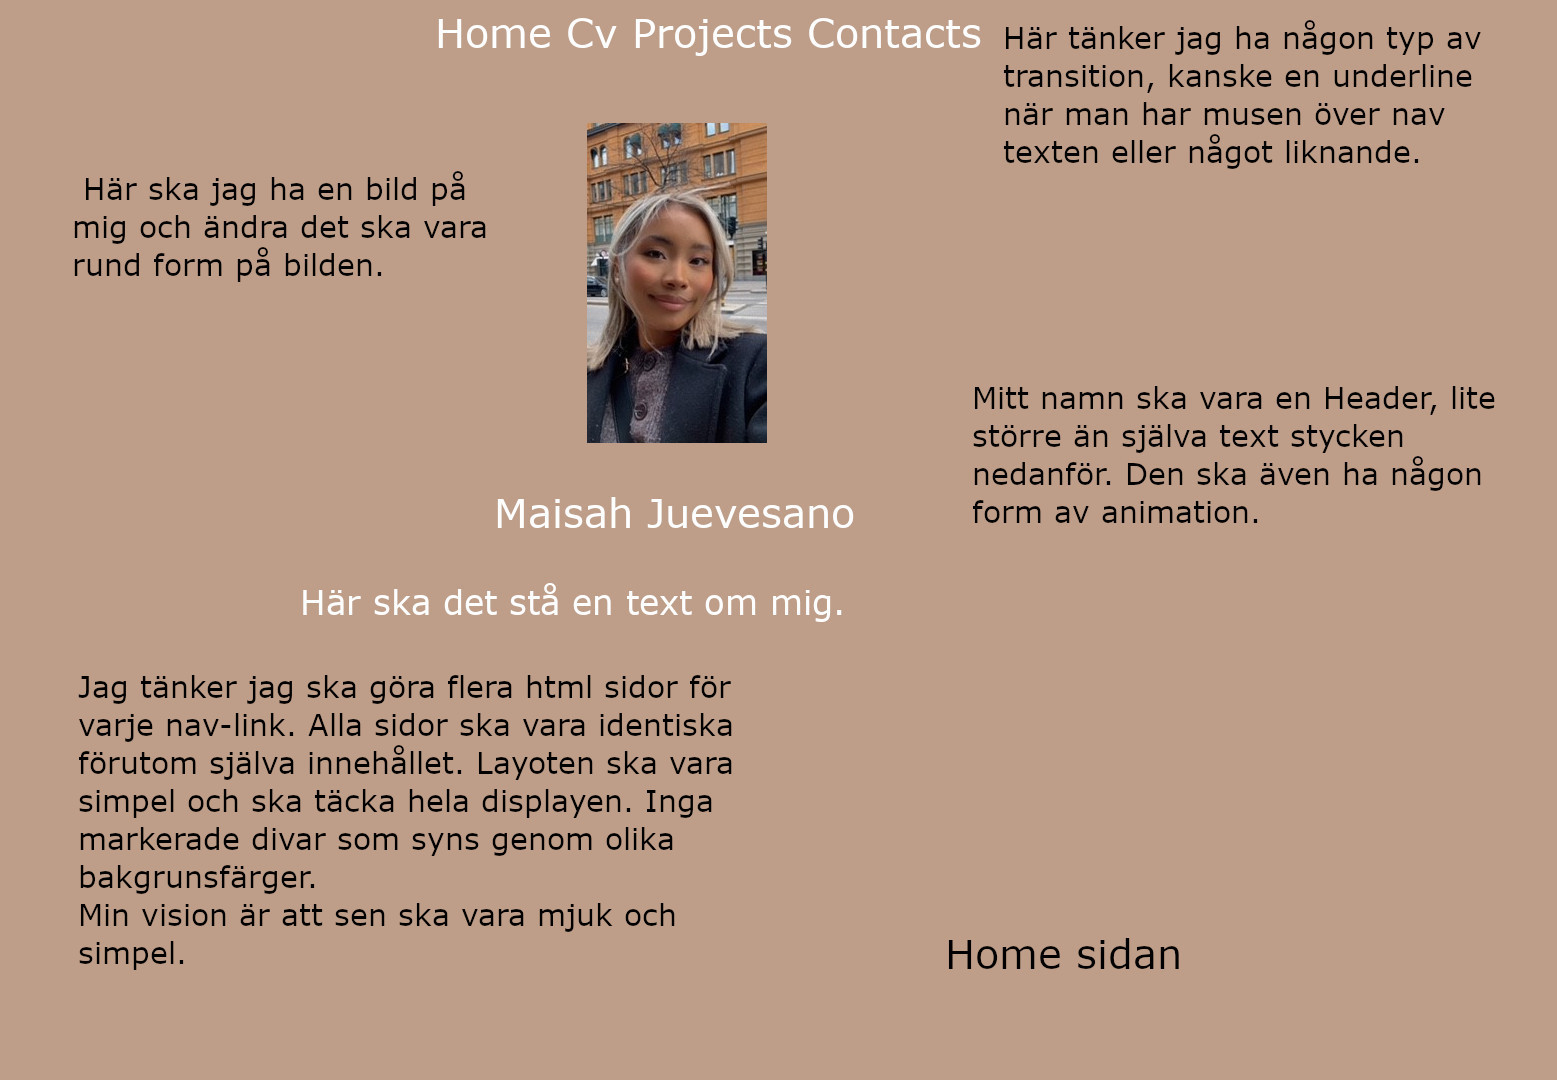 Home Cv Projects Contacts
Här tänker jag ha någon typ av
transition, kanske en underline
när man har musen över nav
texten eller något liknande.
Här ska jag ha en bild på
mig och ändra det ska vara
rund form på bilden.
Mitt namn ska vara en Header, lite
större än själva text stycken
nedanför. Den ska även ha någon
form av animation.
Maisah Juevesano
Här ska det stå en text om mig.
Jag tänker jag ska göra flera html sidor för
varje nav-link. Alla sidor ska vara identiska
förutom själva innehållet. Layoten ska vara
simpel och ska täcka hela displayen. Inga
markerade divar som syns genom olika
bakgrunsfärger.
Min vision är att sen ska vara mjuk och
simpel.
Home sidan